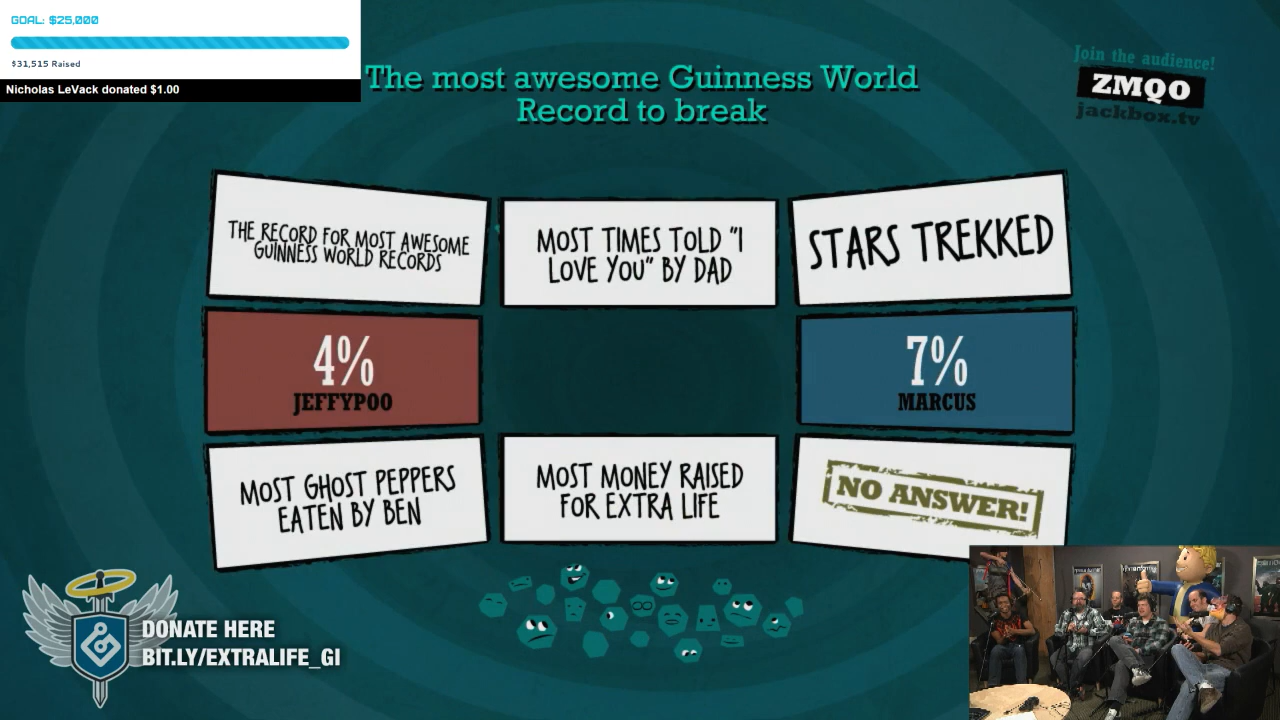 GOAL: $25,000
$31,515 Raised
Nicholas LeVack donated $1.00
The most awesome Guinness World
Record to break
Join the audience!
ZMQO
jackbox.tv
THE RECORD FOR MOST AWESOME
GUINNESS WORLD RECORDS
MOST TIMES TOLD "I
LOVE YOU" BY DAD
STARS TREKKED
4%
JEFFYPOO
7%
MARCUS
MOST GHOST PEPPERS
EATEN BY BEN
MOST MONEY RAISED
FOR EXTRA LIFE
NO ANSWER!
DONATE HERE
BIT.LY/EXTRALIFE_GI